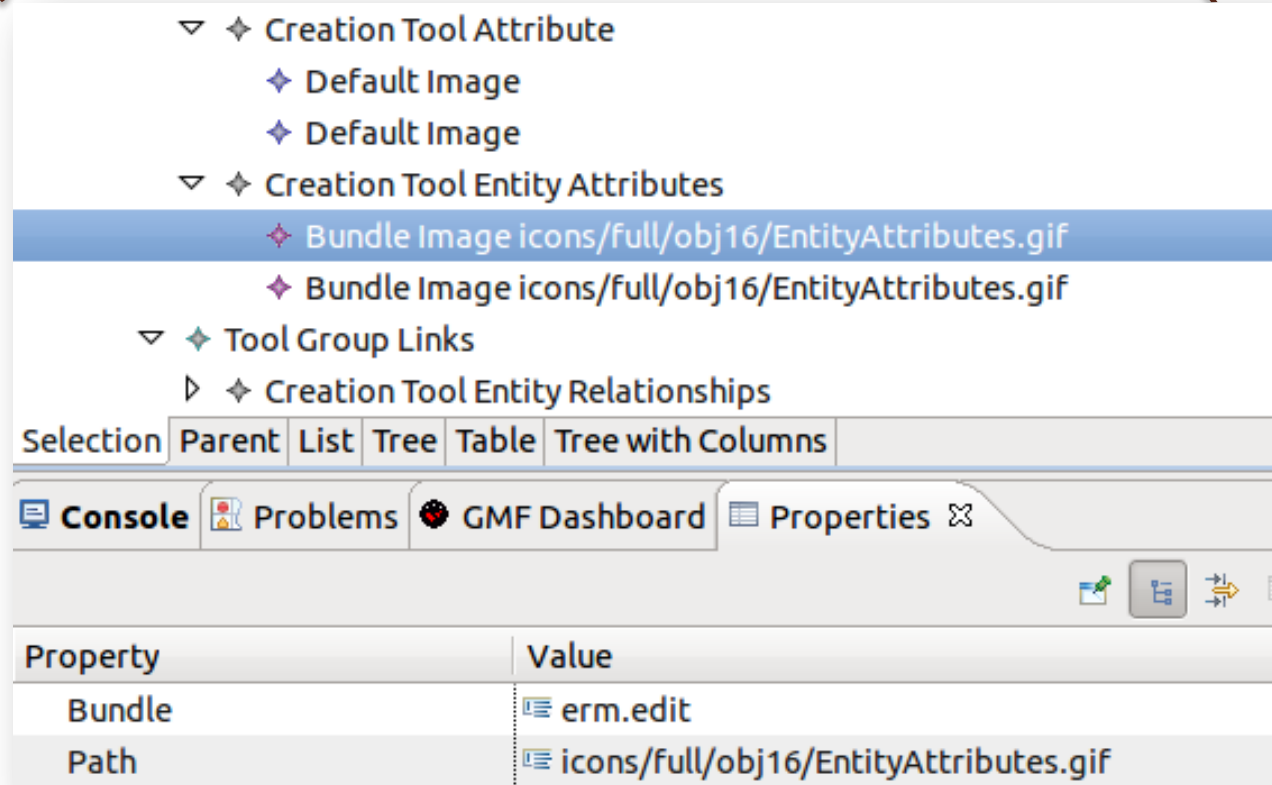 Creation Tool Attribute
Default Image
Default Image
Creation Tool Entity Attributes
Bundle Image icons/full/obj16/EntityAttributes.gif
Bundle Image icons/full/obj16/EntityAttributes.gif
Tool Group Links
Creation Tool Entity Relationships
Selection Parent List Tree Table Tree with Columns
Console Problems GMF Dashboard Properties
Property Value
Bundle erm.edit
Path icons/full/obj16/EntityAttributes.gif